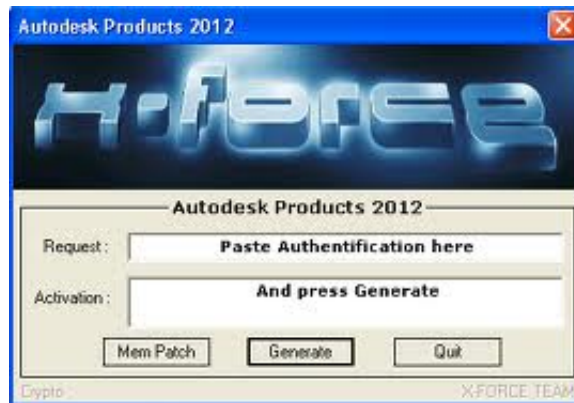 Autodesk Products 2012
x-force
Autodesk Products 2012
Request :
Paste Authentification here
Activation :
And press Generate
Mem Patch
Generate
Quit
Crypto :
X-FORCE TEAM